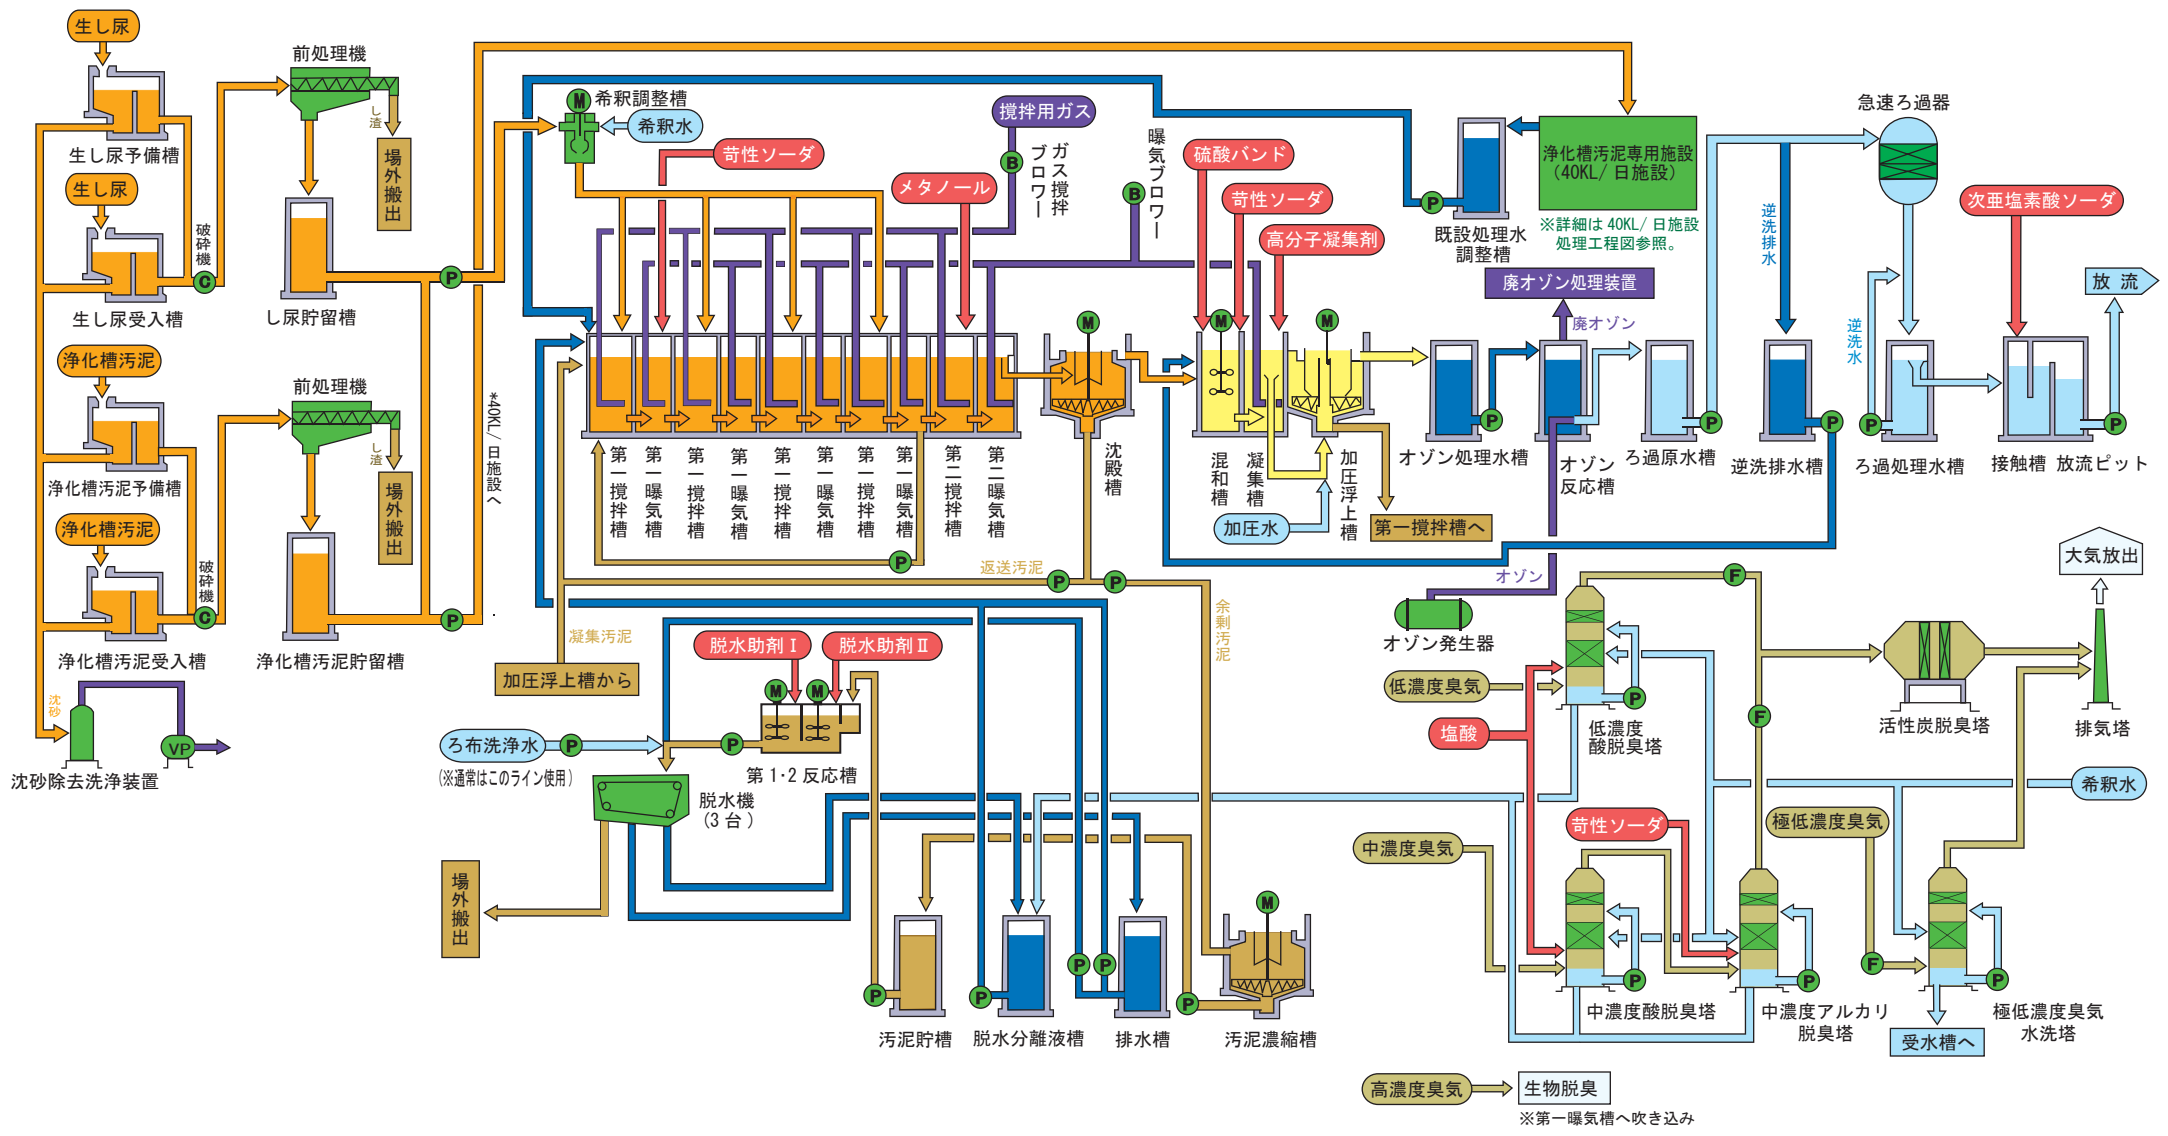 生し尿
生し尿予備槽
生し尿
生し尿受入槽
浄化槽汚泥
浄化槽汚泥予備槽
浄化槽汚泥
浄化槽汚泥受入槽
沈砂
沈砂除去洗浄装置
VP
破砕機
C
破砕機
C
前処理機
し渣
場外搬出
し尿貯留槽
前処理機
し渣
場外搬出
浄化槽汚泥貯留槽
P
P
*40KL/日施設へ
M
希釈調整槽
希釈水
苛性ソーダ
メタノール
撹拌用ガス
B
ガス撹拌
ブロワー
曝気ブロワー
B
硫酸バンド
苛性ソーダ
高分子凝集剤
第一撹拌槽
第一曝気槽
第一撹拌槽
第一曝気槽
第一撹拌槽
第一曝気槽
第一撹拌槽
第一曝気槽
第二撹拌槽
第二曝気槽
P
M
沈殿槽
M
混和槽
凝集槽
M
加圧浮上槽
加圧水
第一撹拌槽へ
P
既設処理水
調整槽
浄化槽汚泥専用施設
(40KL/日施設)
※詳細は 40KL/日施設
処理工程図参照。
廃オゾン処理装置
廃オゾン
オゾン処理水槽
P
オゾン
反応槽
オゾン
オゾン発生器
ろ過原水槽
P
逆洗排水
逆洗排水槽
P
急速ろ過器
逆洗水
P
ろ過処理水槽
次亜塩素酸ソーダ
接触槽
放流ピット
P
放流
返送汚泥
P
P
余剰汚泥
凝集汚泥
加圧浮上槽から
脱水助剤Ⅰ
脱水助剤Ⅱ
M
M
第1・2反応槽
P
ろ布洗浄水
P
(※通常はこのライン使用)
脱水機
(3台)
場外搬出
P
汚泥貯槽
P
脱水分離液槽
P
P
排水槽
P
M
汚泥濃縮槽
低濃度臭気
塩酸
P
低濃度
酸脱臭塔
F
F
活性炭脱臭塔
大気放出
排気塔
希釈水
中濃度臭気
苛性ソーダ
P
中濃度酸脱臭塔
P
中濃度アルカリ
脱臭塔
極低濃度臭気
F
P
極低濃度臭気
水洗塔
受水槽へ
高濃度臭気
生物脱臭
※第一曝気槽へ吹き込み